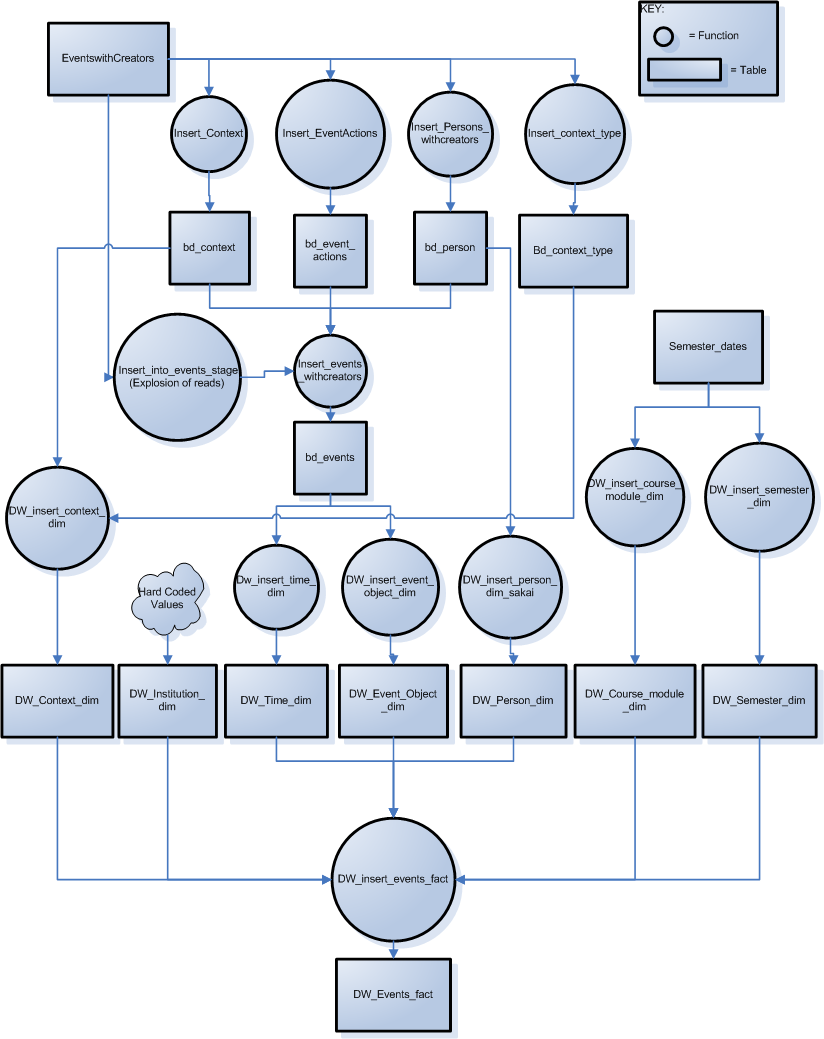 KEY:
= Function
= Table
EventswithCreators
Insert_Context
Insert_EventActions
Insert_Persons_
withcreators
Insert_context_type
bd_context
bd_event_
actions
bd_person
Bd_context_type
Insert_into_events_stage
(Explosion of reads)
Insert_events
_withcreators
Semester_dates
bd_events
DW_insert_context_
dim
DW_insert_course_
module_dim
DW_insert_semester
_dim
Hard Coded
Values
Dw_insert_time_
dim
DW_insert_event_
object_dim
DW_insert_person_
dim_sakai
DW_Context_dim
DW_Institution_
dim
DW_Time_dim
DW_Event_Object
_dim
DW_Person_dim
DW_Course_module
_dim
DW_Semester_dim
DW_insert_events_fact
DW_Events_fact